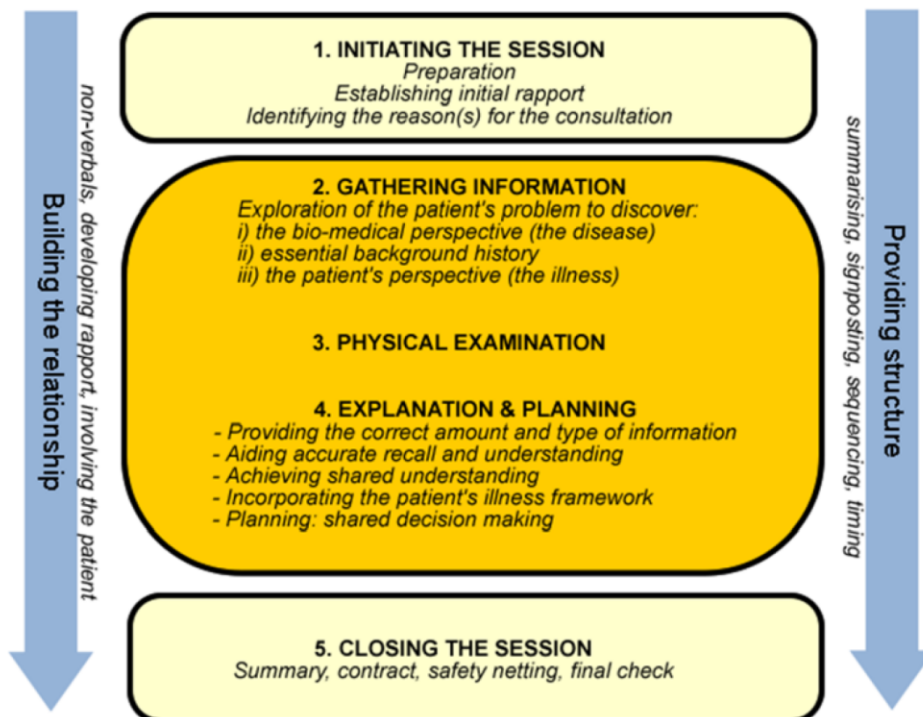 1. INITIATING THE SESSION
Preparation
Establishing initial rapport
Identifying the reason(s) for the consultation
Building the relationship
non-verbals, developing rapport, involving the patient
2. GATHERING INFORMATION
Exploration of the patient's problem to discover:
i) the bio-medical perspective (the disease)
ii) essential background history
iii) the patient's perspective (the illness)
3. PHYSICAL EXAMINATION
4. EXPLANATION & PLANNING
- Providing the correct amount and type of information
- Aiding accurate recall and understanding
- Achieving shared understanding
- Incorporating the patient's illness framework
- Planning: shared decision making
summarising, signposting, sequencing, timing
Providing structure
5. CLOSING THE SESSION
Summary, contract, safety netting, final check